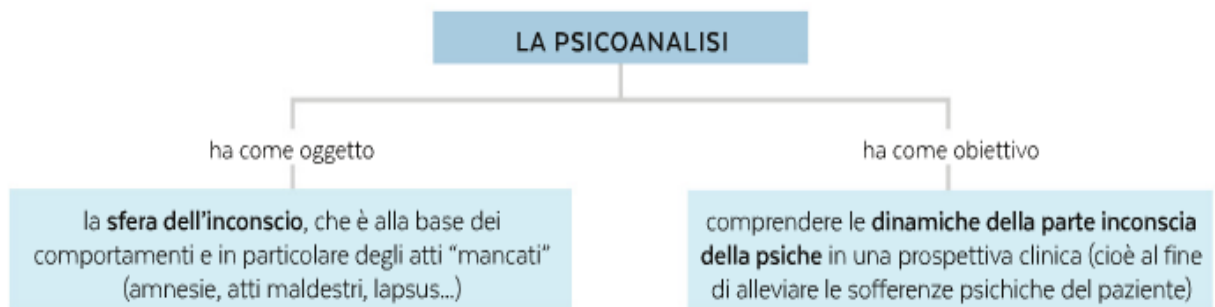 LA PSICOANALISI
ha come oggetto
ha come obiettivo
la sfera dell'inconscio, che è alla base dei
comportamenti e in particolare degli atti “mancati”
(amnesie, atti maldestri, lapsus...)
comprendere le dinamiche della parte inconscia
della psiche in una prospettiva clinica (cioè al fine
di alleviare le sofferenze psichiche del paziente)